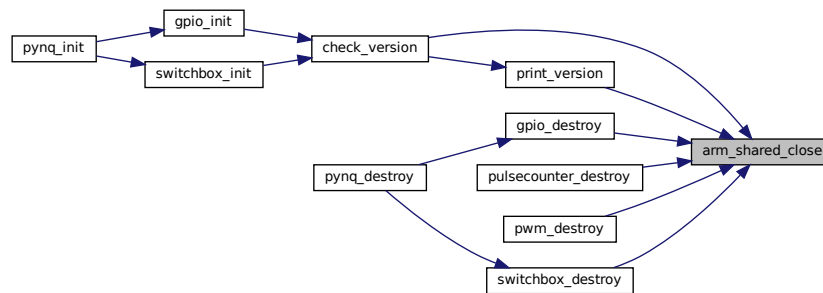 gpio_init
pynq_init
check_version
switchbox_init
print_version
gpio_destroy
arm_shared_close
pynq_destroy
pulsecounter_destroy
pwm_destroy
switchbox_destroy